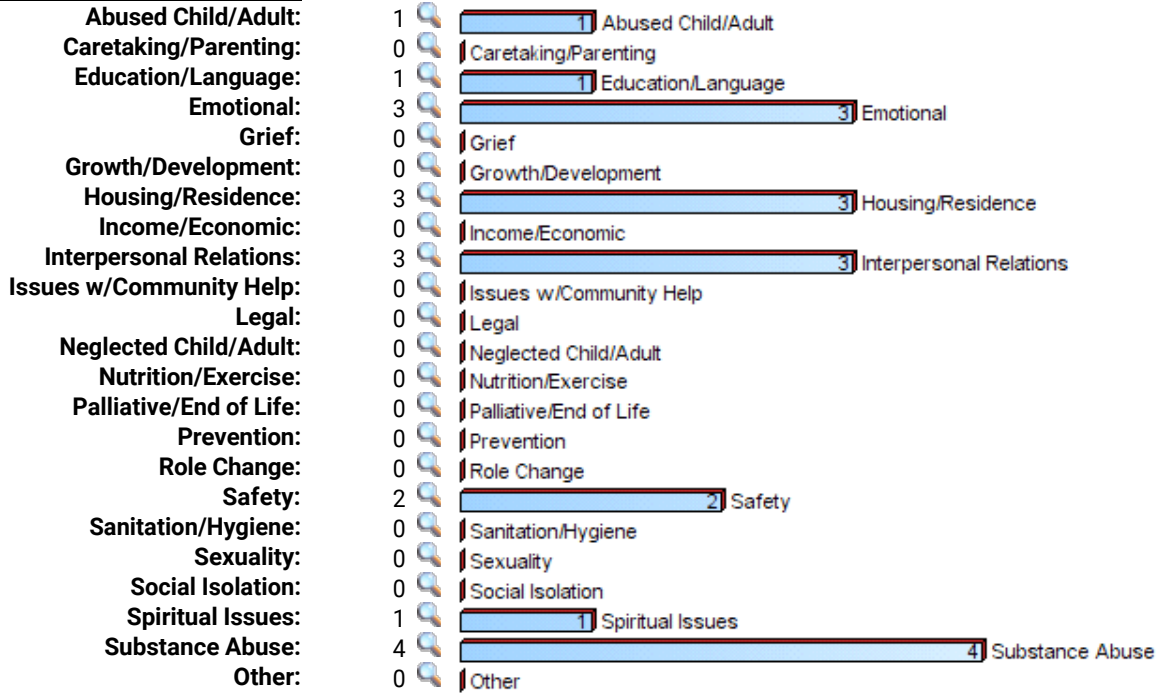 Abused Child/Adult: 1 1 Abused Child/Adult
Caretaking/Parenting: 0 Caretaking/Parenting
Education/Language: 1 1 Education/Language
Emotional: 3 3 Emotional
Grief: 0 Grief
Growth/Development: 0 Growth/Development
Housing/Residence: 3 3 Housing/Residence
Income/Economic: 0 Income/Economic
Interpersonal Relations: 3 3 Interpersonal Relations
Issues w/Community Help: 0 Issues w/Community Help
Legal: 0 Legal
Neglected Child/Adult: 0 Neglected Child/Adult
Nutrition/Exercise: 0 Nutrition/Exercise
Palliative/End of Life: 0 Palliative/End of Life
Prevention: 0 Prevention
Role Change: 0 Role Change
Safety: 2 2 Safety
Sanitation/Hygiene: 0 Sanitation/Hygiene
Sexuality: 0 Sexuality
Social Isolation: 0 Social Isolation
Spiritual Issues: 1 1 Spiritual Issues
Substance Abuse: 4 4 Substance Abuse
Other: 0 Other